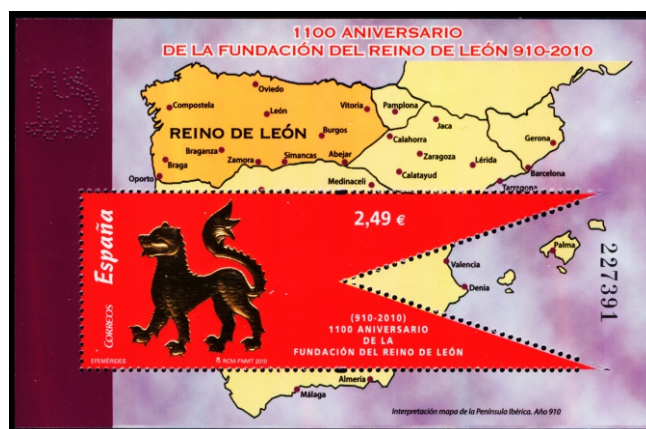 1100 ANIVERSARIO
DE LA FUNDACIÓN DEL REINO DE LEÓN 910-2010
Oviedo
Compostela
León
Vitoria
Pamplona
Jaca
REINO DE LEÓN
Burgos
Calahorra
Gerona
Braganza
Braga
Zamora
Simancas
Abejar
Zaragoza
Lérida
Calatayud
Barcelona
Oporto
Medinaceli
Tarragona
España
CORREOS
2,49 €
Palma
Valencia
Denia
227391
(910-2010)
1100 ANIVERSARIO
DE LA
FUNDACIÓN DEL REINO DE LEÓN
EFEMÉRIDES
RCM-FNMT 2010
Almería
Málaga
Interpretación mapa de la Península Ibérica. Año 910